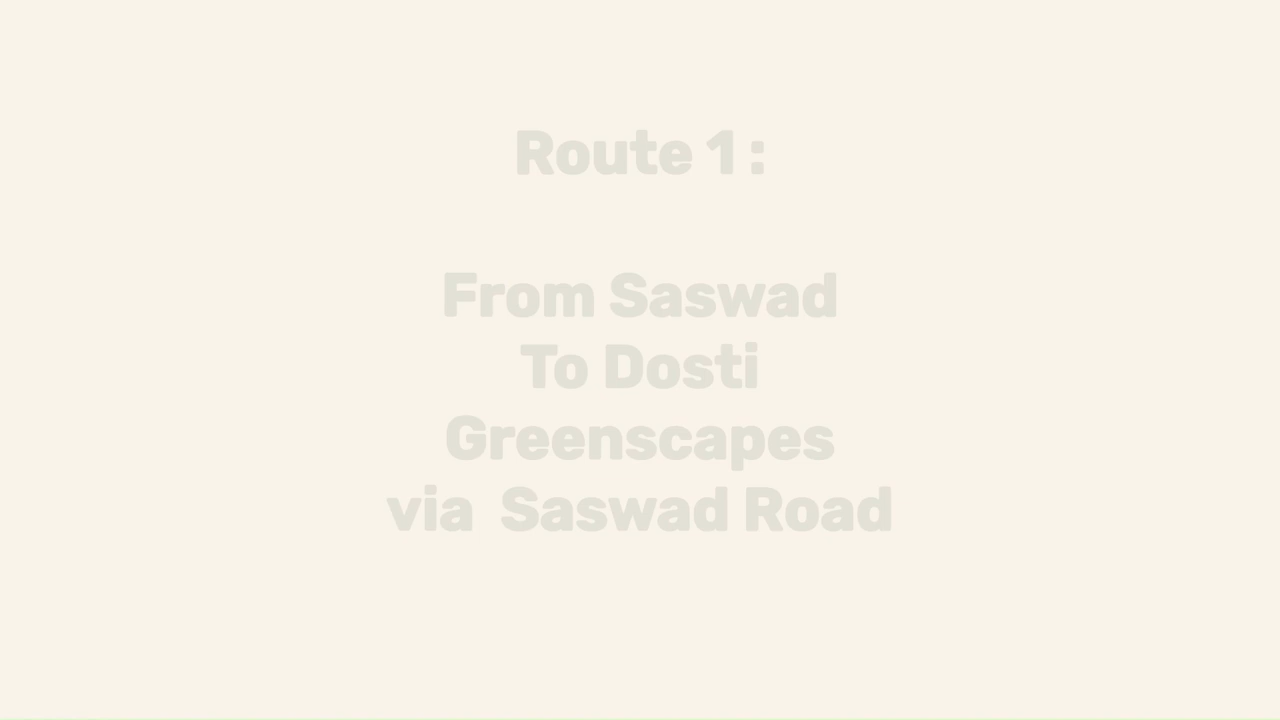 Route 1 :
From Saswad
To Dosti
Greenscapes
via  Saswad Road